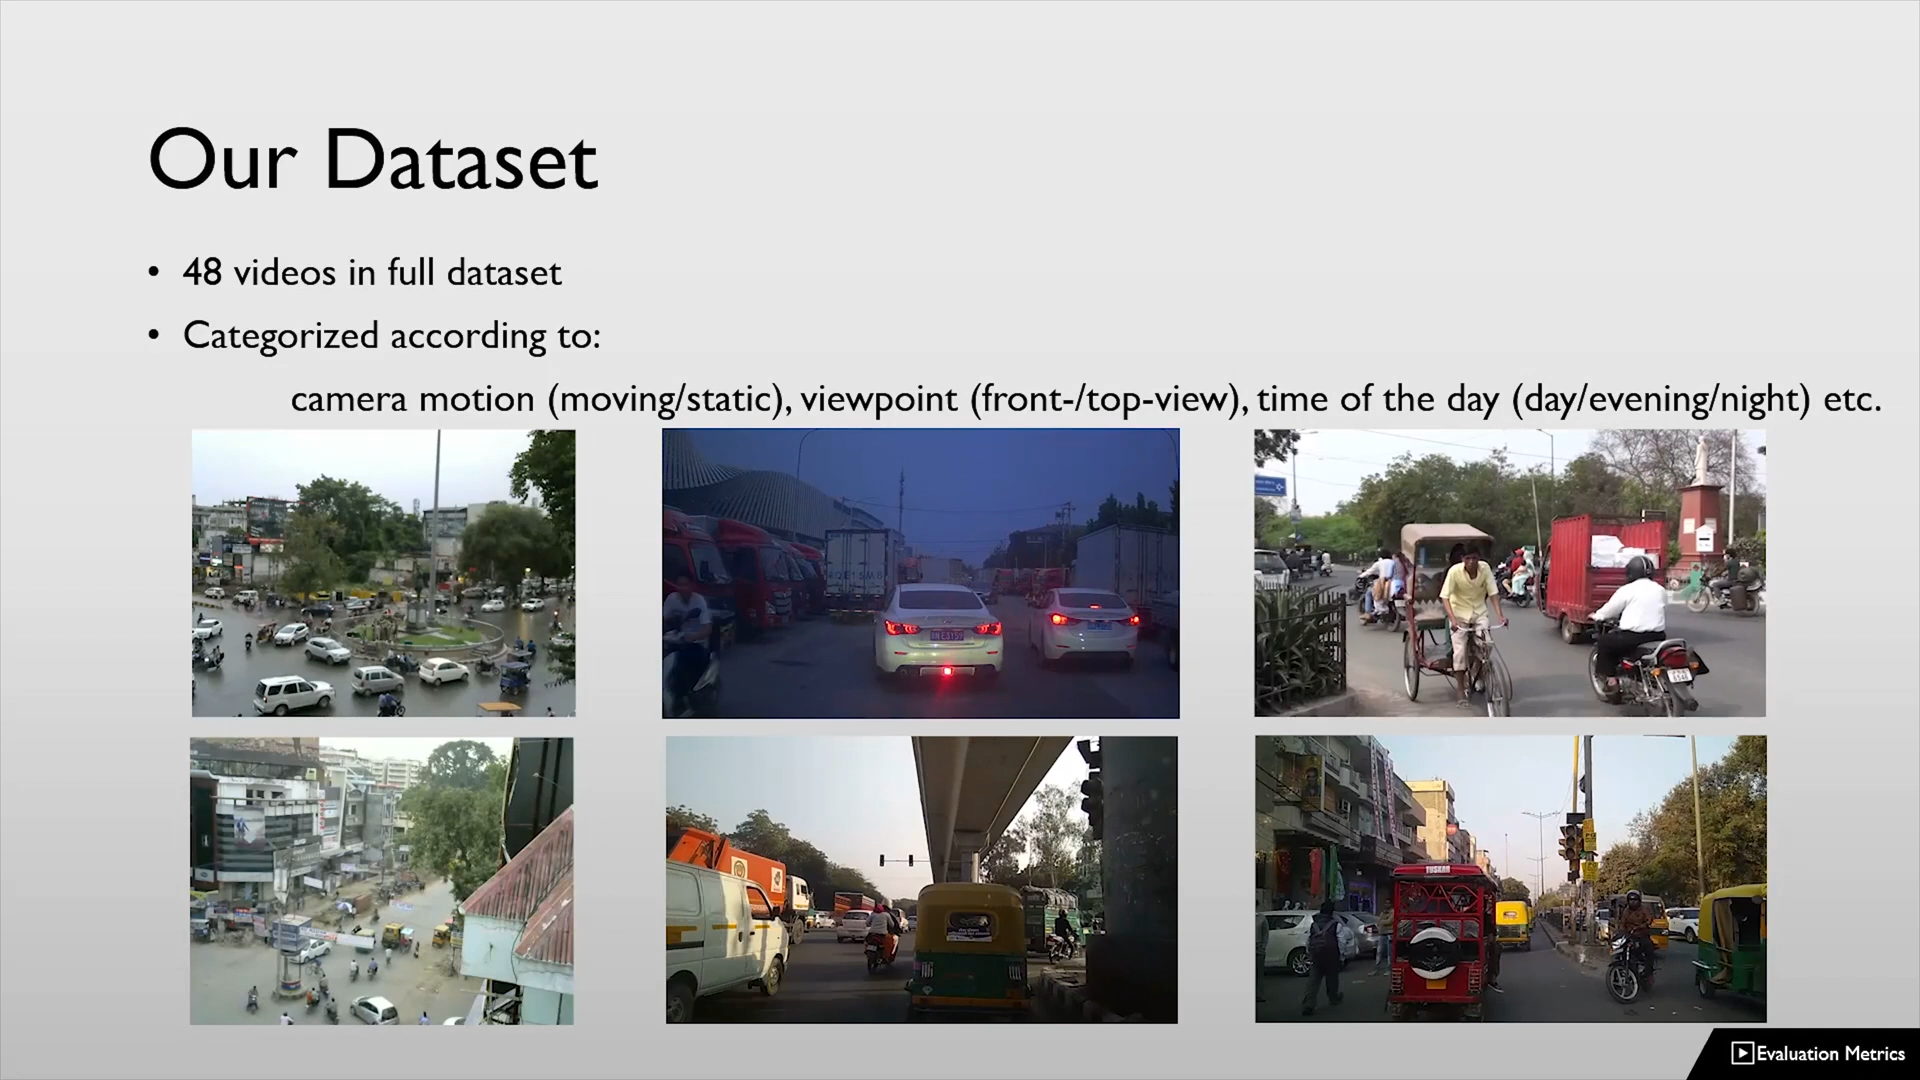 Our Dataset
• 48 videos in full dataset
• Categorized according to:
camera motion (moving/static), viewpoint (front-/top-view), time of the day (day/evening/night) etc.
TUSKAR
Evaluation Metrics